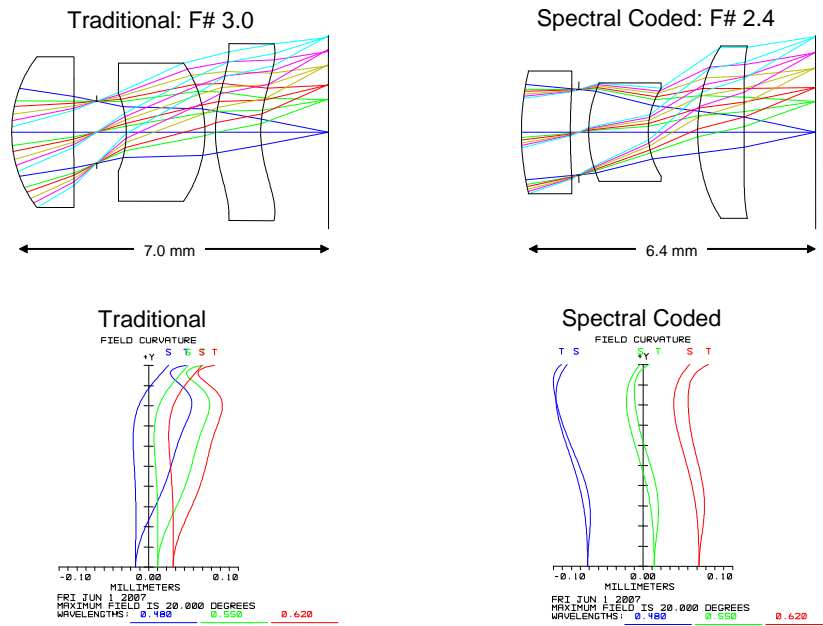 Traditional: F# 3.0
Spectral Coded: F# 2.4
7.0 mm
6.4 mm
Traditional
FIELD CURVATURE
+Y
S T S S T
-0.10 0.00 0.10
MILLIMETERS
FRI JUN 1 2007
MAXIMUM FIELD IS 20.000 DEGREES
WAVELENGTHS: 0.480 0.550 0.620
Spectral Coded
FIELD CURVATURE
T S +Y S T S T
-0.10 0.00 0.10
MILLIMETERS
FRI JUN 1 2007
MAXIMUM FIELD IS 20.000 DEGREES
WAVELENGTHS: 0.480 0.550 0.620